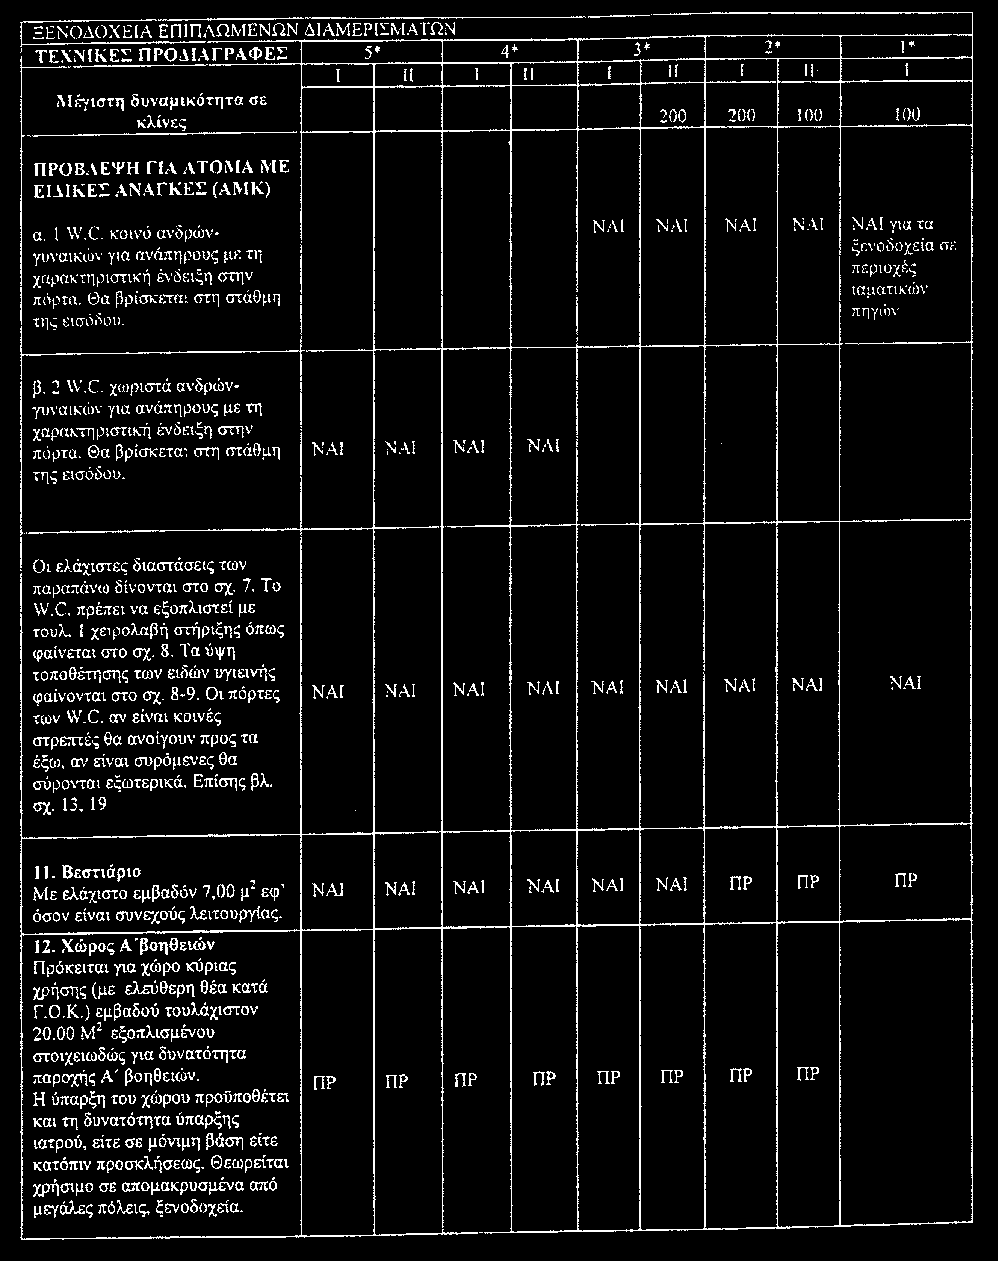 ΞΕΝΟΔΟΧΕΙΑ ΕΠΙΠΛΩΜΕΝΩΝ ΔΙΑΜΕΡΙΣΜΑΤΩΝ
ΤΕΧΝΙΚΕΣ ΠΡΟΔΙΑΓΡΑΦΕΣ 5* 4* 3* 2* 1*
I II I II I II I II I
Μέγιστη δυναμικότητα σε
κλίνες 200 200 100 100
ΠΡΟΒΛΕΨΗ ΓΙΑ ΑΤΟΜΑ ΜΕ
ΕΙΔΙΚΕΣ ΑΝΑΓΚΕΣ (ΑΜΚ)
α. 1 W.C. κοινό ανδρών-
γυναικών για ανάπηρους με τη
χαρακτηριστική ένδειξη στην
πόρτα. Θα βρίσκεται στη στάθμη
της εισόδου.
ΝΑΙ ΝΑΙ ΝΑΙ ΝΑΙ ΝΑΙ για τα
ξενοδοχεία σε
περιοχές
ιαματικών
πηγών
β. 2 W.C. χωριστά ανδρών-
γυναικών για ανάπηρους με τη
χαρακτηριστική ένδειξη στην
πόρτα. Θα βρίσκεται στη στάθμη ΝΑΙ ΝΑΙ ΝΑΙ ΝΑΙ
της εισόδου.
Οι ελάχιστες διαστάσεις των
παραπάνω δίνονται στο σχ. 7. Το
W.C. πρέπει να εξοπλιστεί με
τουλ. 1 χειρολαβή στήριξης όπως
φαίνεται στο σχ. 8. Τα ύψη
τοποθέτησης των ειδών υγιεινής
φαίνονται στο σχ. 8-9. Οι πόρτες ΝΑΙ ΝΑΙ ΝΑΙ ΝΑΙ ΝΑΙ ΝΑΙ ΝΑΙ ΝΑΙ ΝΑΙ
των W.C. αν είναι κοινές
στρεπτές θα ανοίγουν προς τα
έξω, αν είναι συρόμενες θα
σύρονται εξωτερικά. Επίσης βλ.
σχ. 13, 19
11. Βεστιάριο
Με ελάχιστο εμβαδόν 7,00 μ² εφ' ΝΑΙ ΝΑΙ ΝΑΙ ΝΑΙ ΝΑΙ ΝΑΙ ΠΡ ΠΡ ΠΡ
όσον είναι συνεχούς λειτουργίας.
12. Χώρος Α΄βοηθειών
Πρόκειται για χώρο κύριας
χρήσης (με ελεύθερη θέα κατά
Γ.Ο.Κ.) εμβαδού τουλάχιστον
20.00 Μ² εξοπλισμένου
στοιχειωδώς για δυνατότητα
παροχής Α΄ βοηθειών. ΠΡ ΠΡ ΠΡ ΠΡ ΠΡ ΠΡ ΠΡ ΠΡ
Η ύπαρξη του χώρου προϋποθέτει
και τη δυνατότητα ύπαρξης
ιατρού, είτε σε μόνιμη βάση είτε
κατόπιν προσκλήσεως. Θεωρείται
χρήσιμο σε απομακρυσμένα από
μεγάλες πόλεις, ξενοδοχεία.